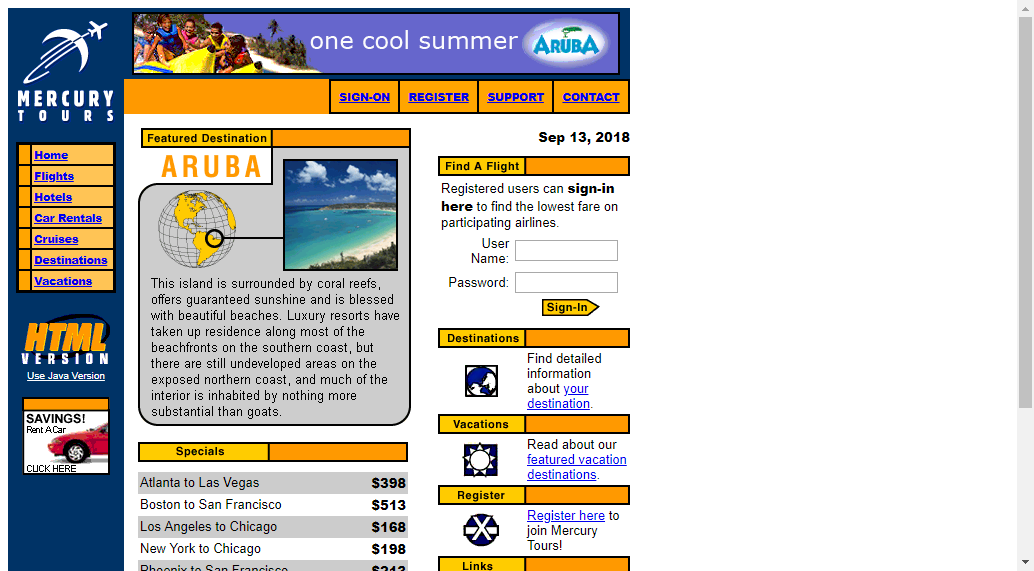 MERCURY
TOURS
one cool summer
ARUBA
SIGN-ON
REGISTER
SUPPORT
CONTACT
Home
Flights
Hotels
Car Rentals
Cruises
Destinations
Vacations
HTML
VERSION
Use Java Version
SAVINGS!
Rent A Car
CLICK HERE
Featured Destination
ARUBA
This island is surrounded by coral reefs,
offers guaranteed sunshine and is blessed
with beautiful beaches. Luxury resorts have
taken up residence along most of the
beachfronts on the southern coast, but
there are still undeveloped areas on the
exposed northern coast, and much of the
interior is inhabited by nothing more
substantial than goats.
Specials
Atlanta to Las Vegas $398
Boston to San Francisco $513
Los Angeles to Chicago $168
New York to Chicago $198
Phoenix to San Francisco $213
Sep 13, 2018
Find A Flight
Registered users can sign-in
here to find the lowest fare on
participating airlines.
User
Name:
Password:
Sign-In
Destinations
Find detailed
information
about your
destination.
Vacations
Read about our
featured vacation
destinations.
Register
Register here to
join Mercury
Tours!
Links